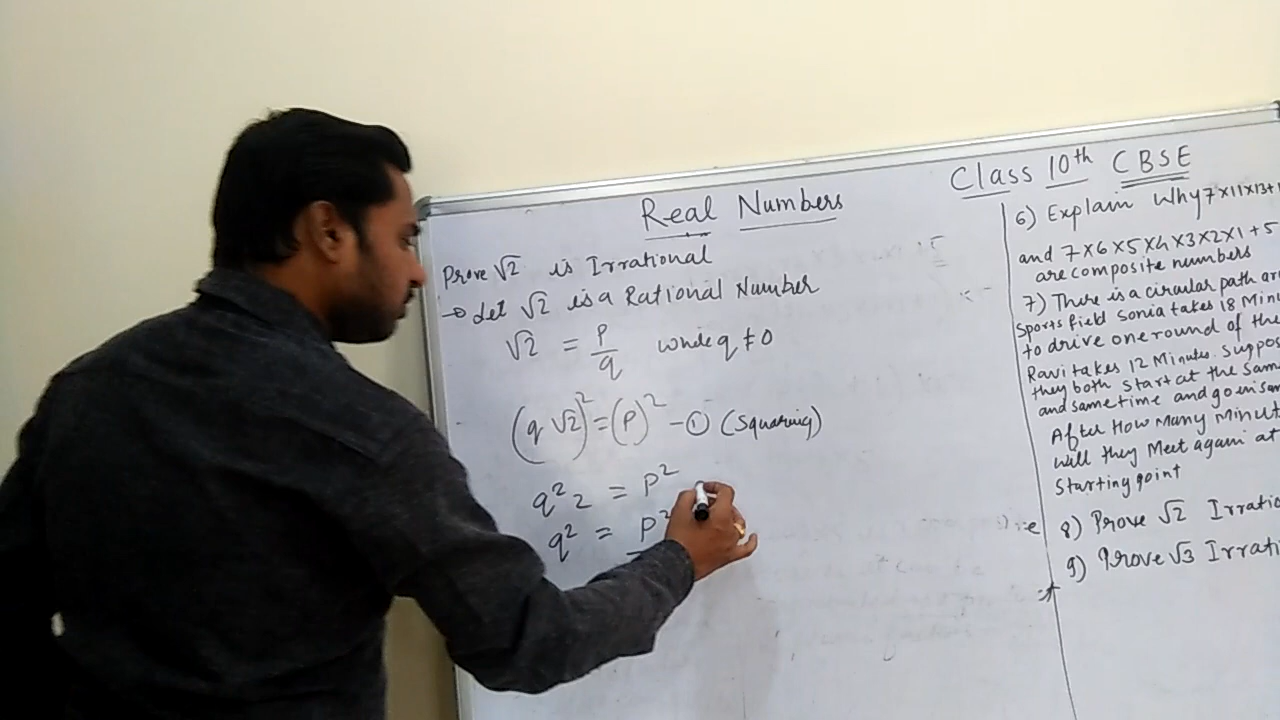 Real Numbers
Class 10th CBSE
Prove √2 is Irrational
→ Let √2 is a Rational Number
√2 = p/q where q ≠ 0
(q √2)² = (P)² - ① (Squaring)
q² 2 = P²
q² = P²
6) Explain Why 7×11×13+1
and 7×6×5×4×3×2×1+5
are composite numbers
7) There is a circular path
Sports field Sonia takes 18
to drive one round of the
Ravi takes 12 Minutes. Suppos
they both start at the Sam
and same time and go in
After How Many Minut
will they Meet again at
Starting point
8) Prove √2 Irratio
9) Prove √3 Irrati